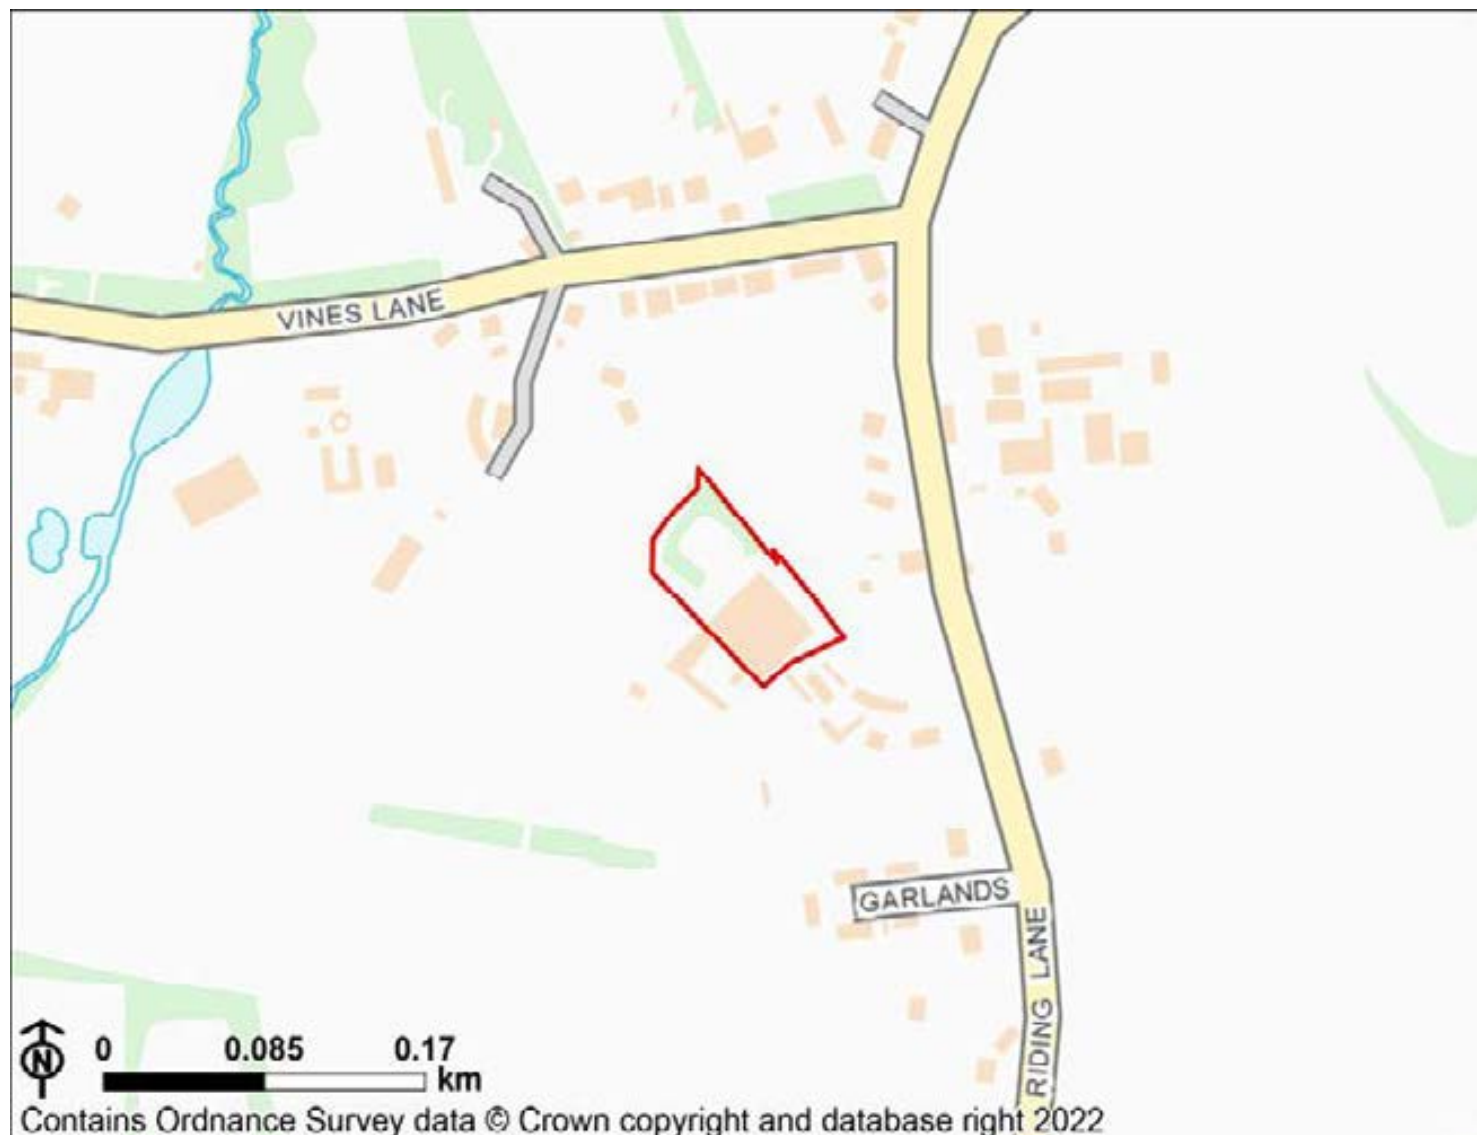 VINES LANE
GARLANDS
RIDING LANE
N 0 0.085 0.17
km
Contains Ordnance Survey data © Crown copyright and database right 2022